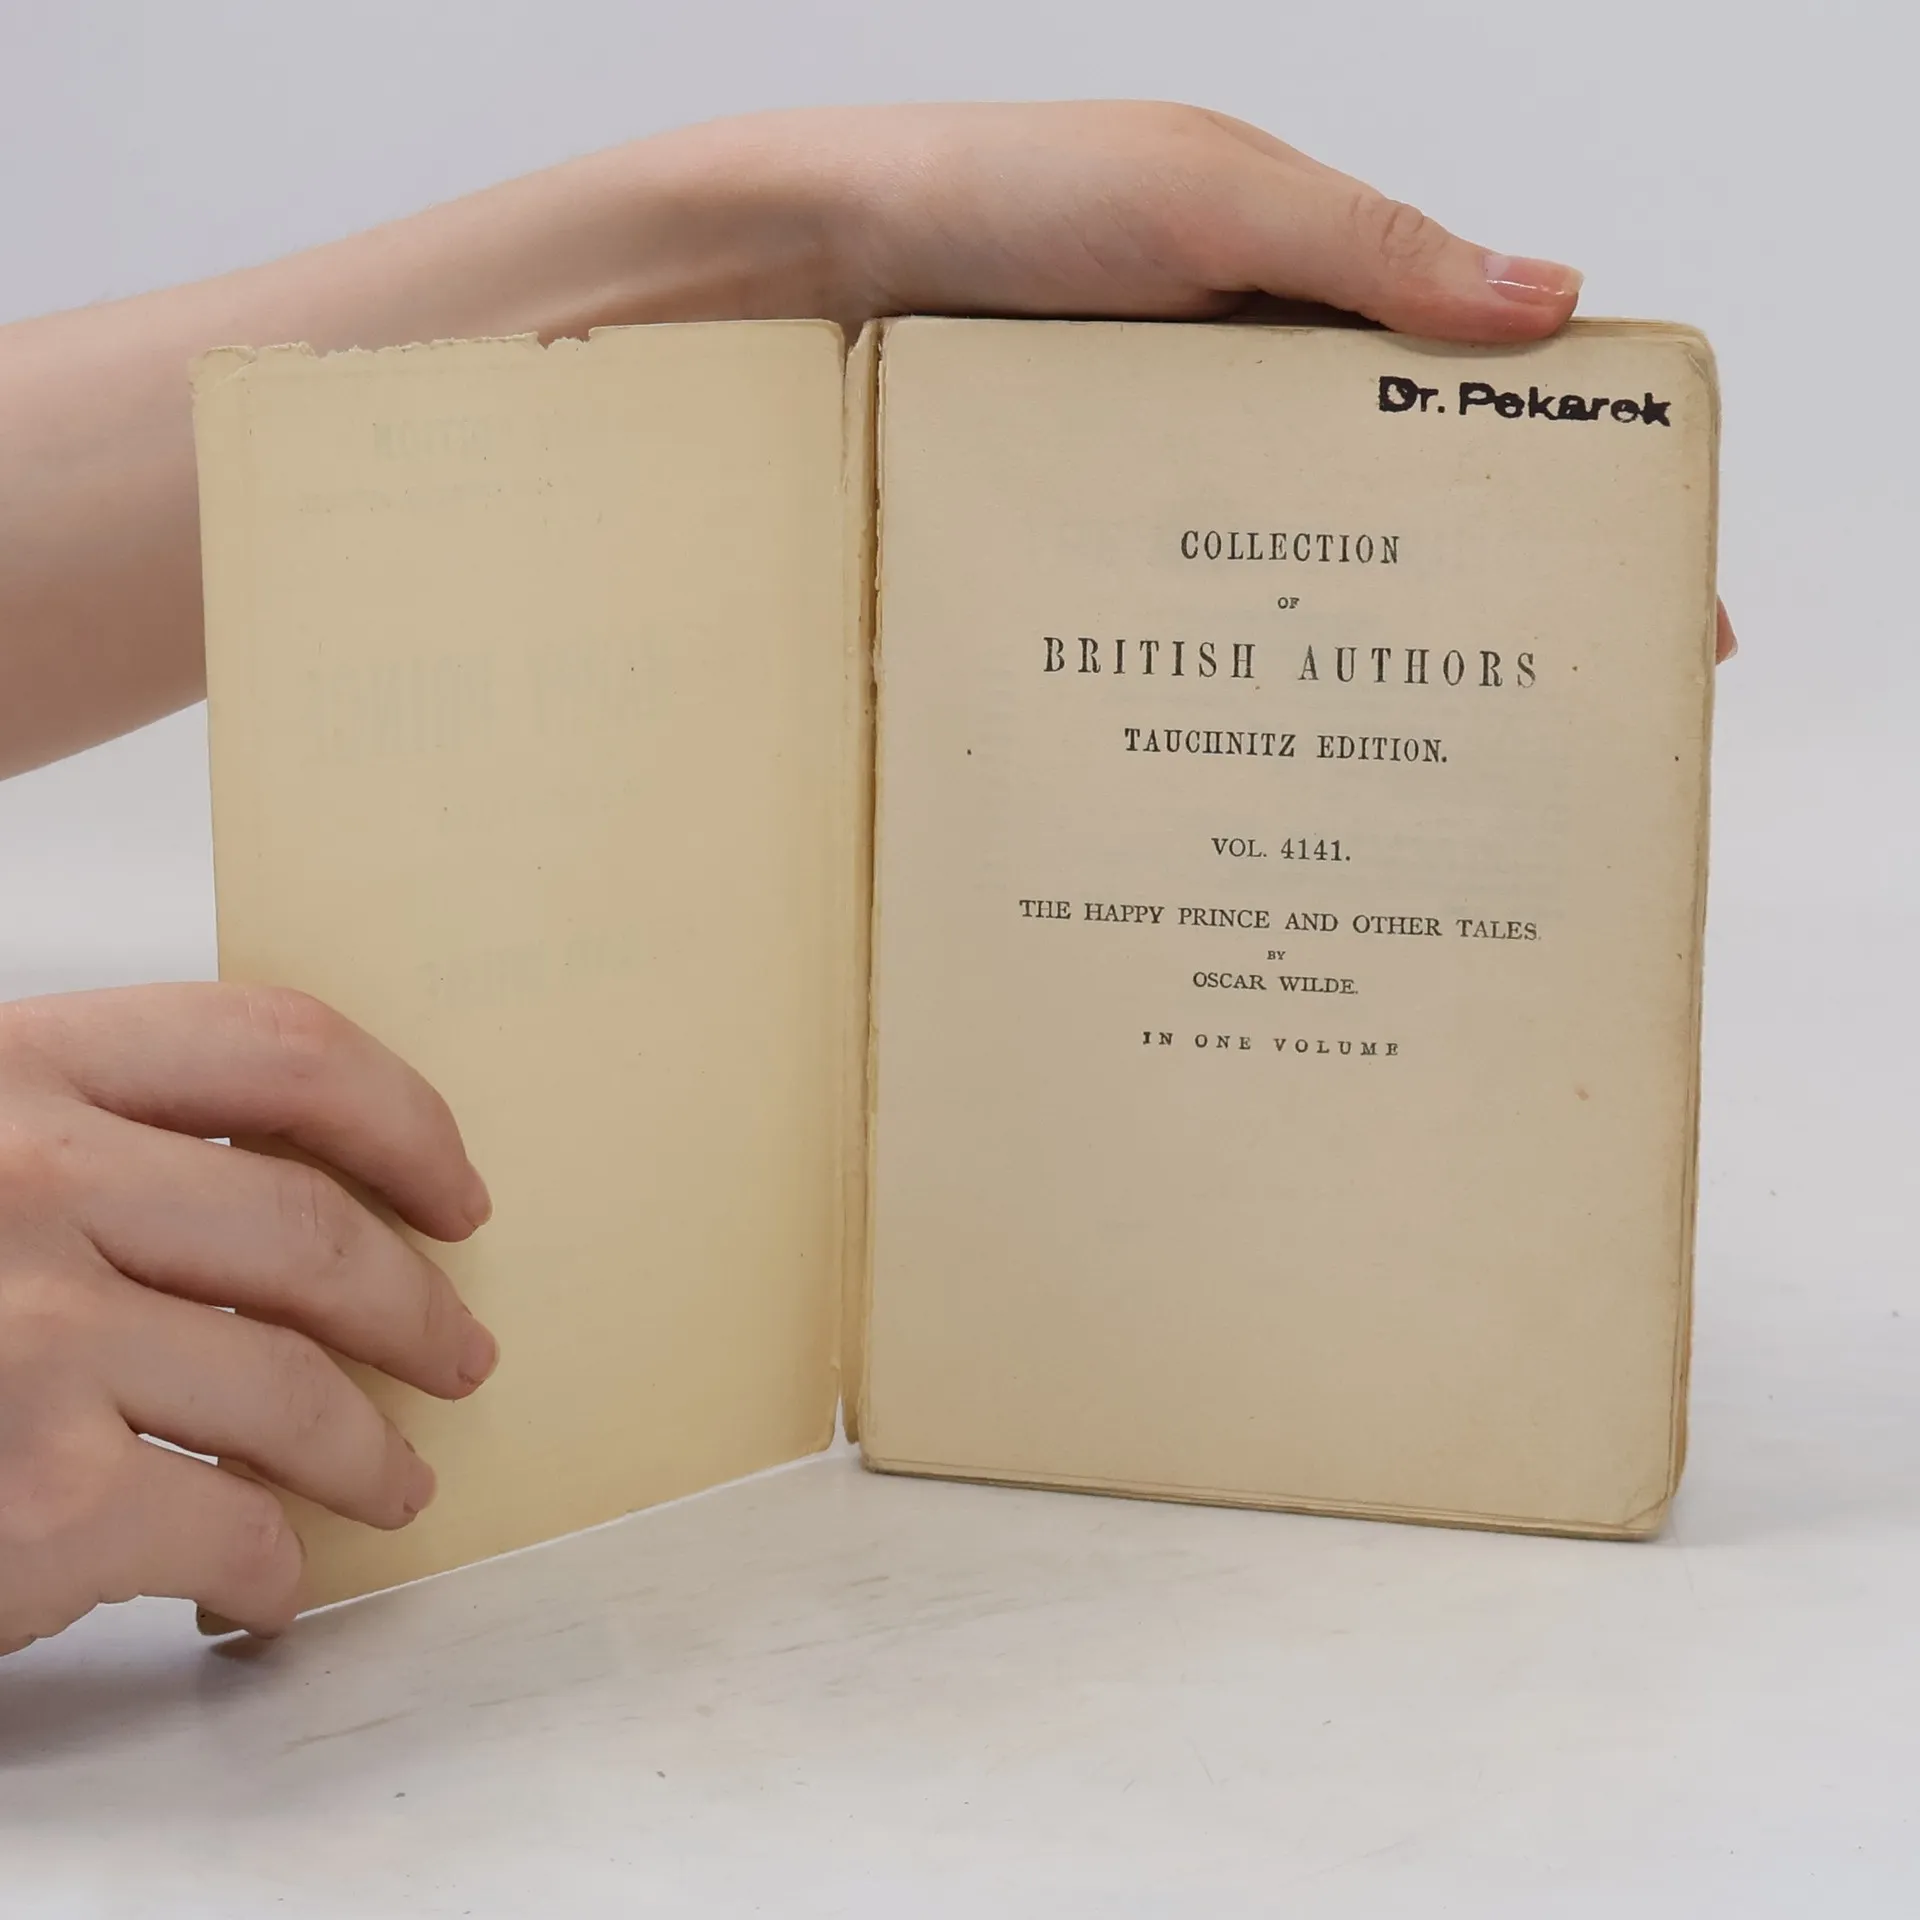 Dr. Pekarek
COLLECTION
OF
BRITISH AUTHORS
TAUCHNITZ EDITION.
VOL. 4141.
THE HAPPY PRINCE AND OTHER TALES.
BY
OSCAR WILDE.
IN ONE VOLUME